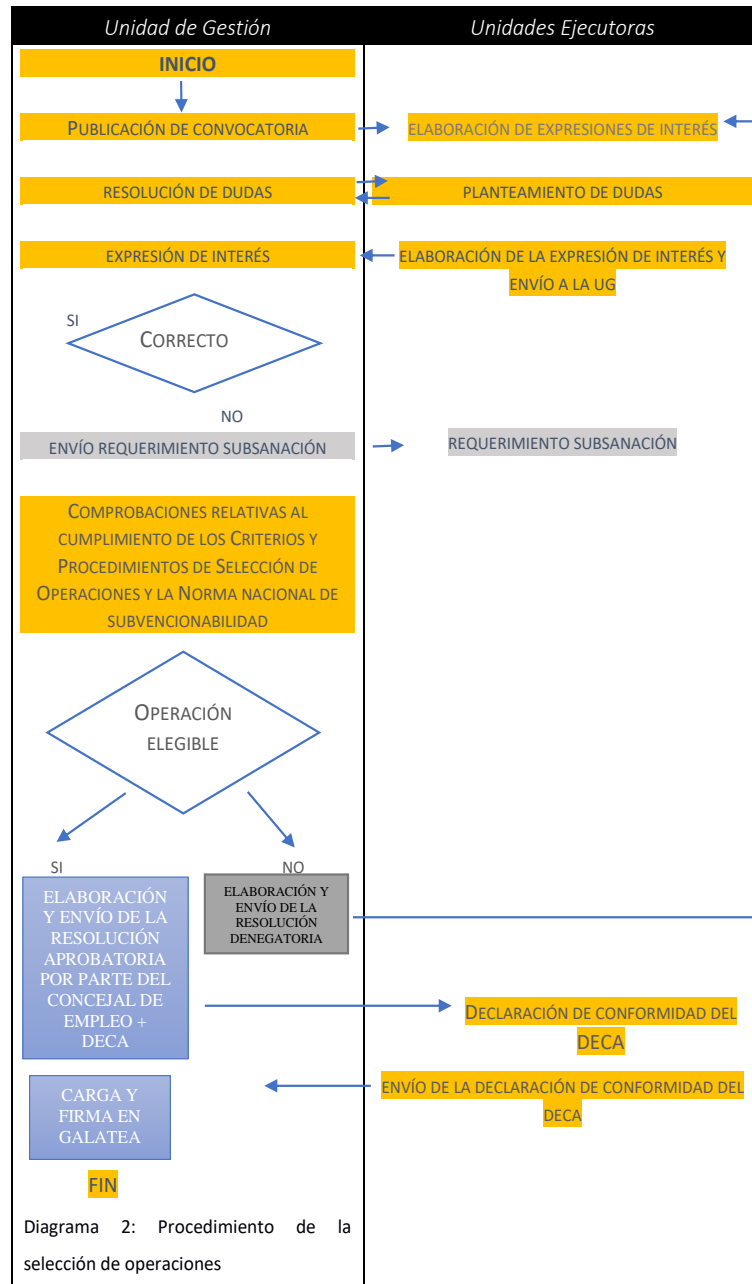 Unidad de Gestión
Unidades Ejecutoras
INICIO
PUBLICACIÓN DE CONVOCATORIA
ELABORACIÓN DE EXPRESIONES DE INTERÉS
RESOLUCIÓN DE DUDAS
PLANTEAMIENTO DE DUDAS
EXPRESIÓN DE INTERÉS
ELABORACIÓN DE LA EXPRESIÓN DE INTERÉS Y
ENVÍO A LA UG
SI
CORRECTO
NO
ENVÍO REQUERIMIENTO SUBSANACIÓN
REQUERIMIENTO SUBSANACIÓN
COMPROBACIONES RELATIVAS AL
CUMPLIMIENTO DE LOS CRITERIOS Y
PROCEDIMIENTOS DE SELECCIÓN DE
OPERACIONES Y LA NORMA NACIONAL DE
SUBVENCIONABILIDAD
OPERACIÓN
ELEGIBLE
SI
NO
ELABORACIÓN
Y ENVÍO DE LA
RESOLUCIÓN
APROBATORIA
POR PARTE DEL
CONCEJAL DE
EMPLEO +
DECA
ELABORACIÓN Y
ENVÍO DE LA
RESOLUCIÓN
DENEGATORIA
DECLARACIÓN DE CONFORMIDAD DEL
DECA
ENVÍO DE LA DECLARACIÓN DE CONFORMIDAD DEL
DECA
CARGA Y
FIRMA EN
GALATEA
FIN
Diagrama 2: Procedimiento de la
selección de operaciones